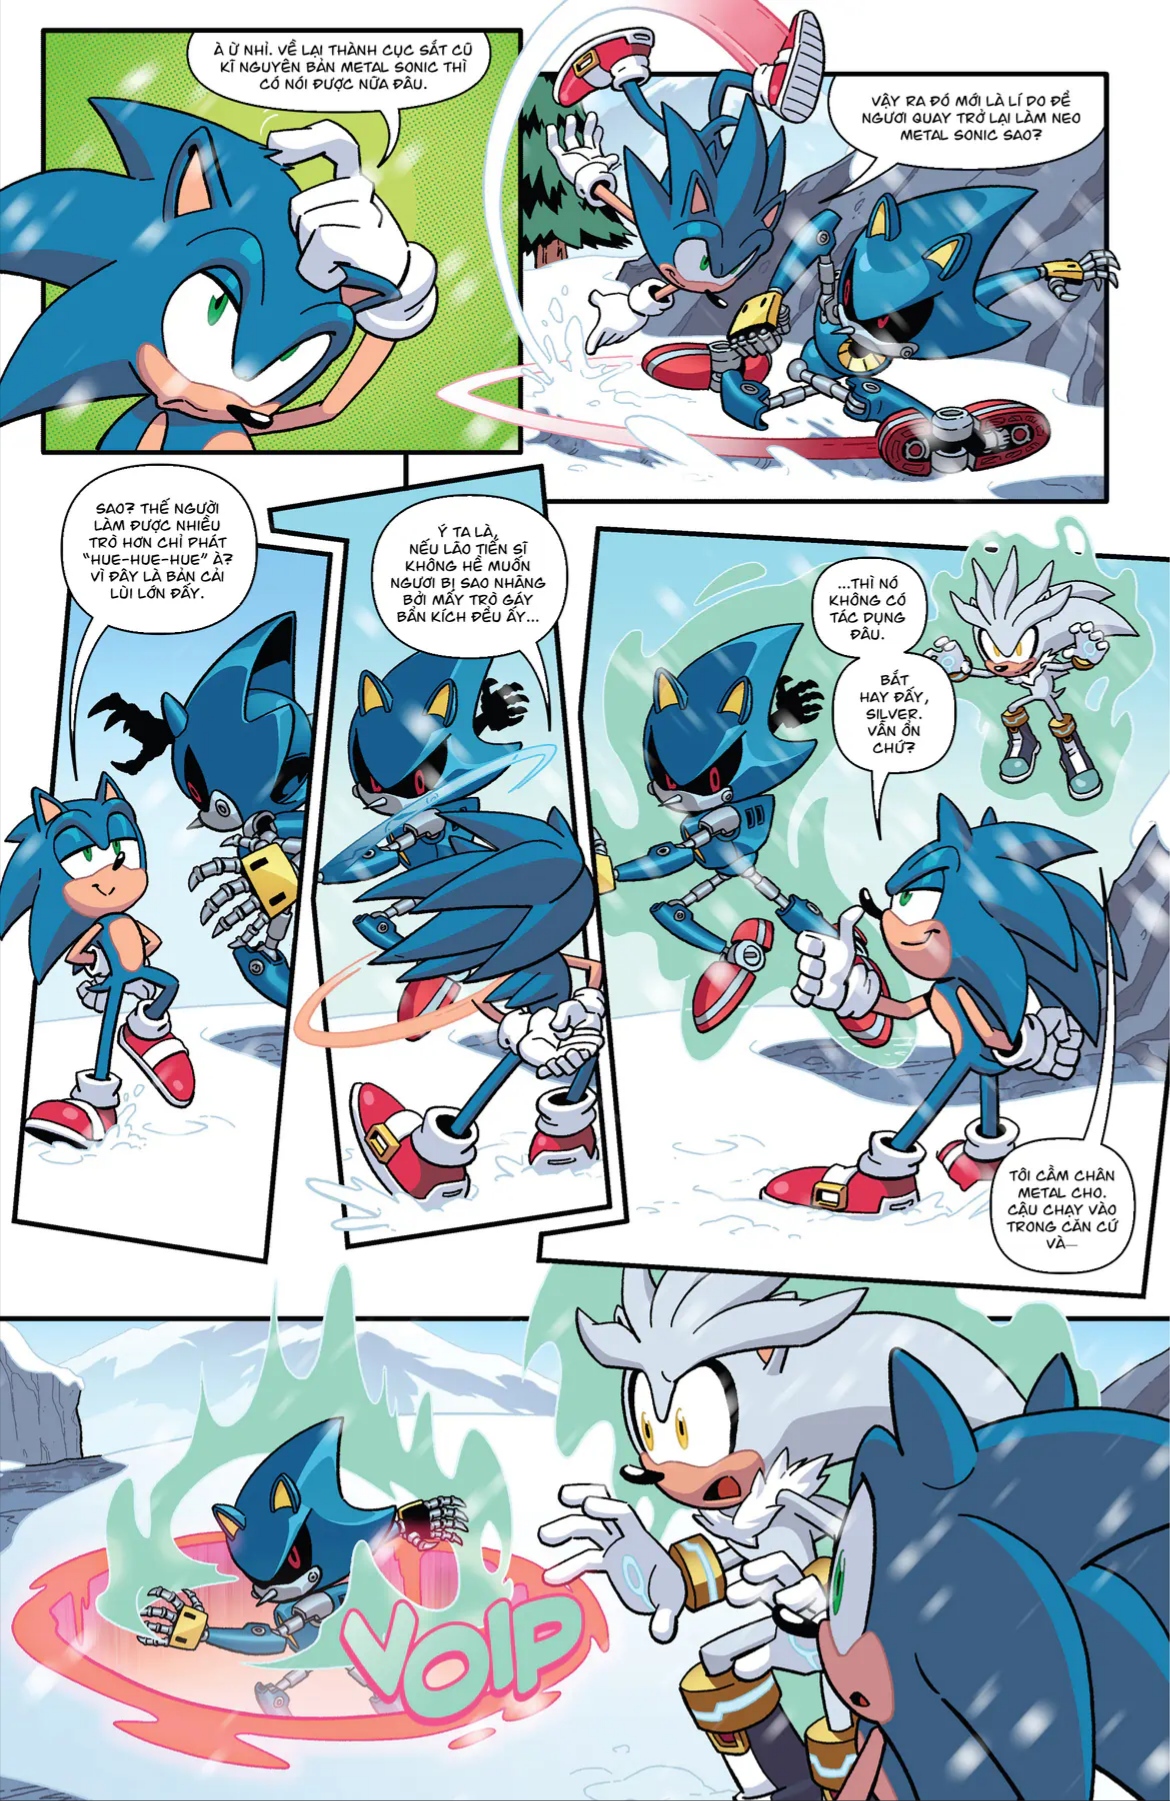 À Ừ NHỈ. VỀ LẠI THÀNH CỤC SẮT CŨ
KĨ NGUYÊN BẢN METAL SONIC THÌ
CÓ NÓI ĐƯỢC NỮA ĐÂU.
VẬY RA ĐÓ MỚI LÀ LÍ DO ĐỂ
NGƯƠI QUAY TRỞ LẠI LÀM NEO
METAL SONIC SAO?
SAO? THẾ NGƯỜI
LÀM ĐƯỢC NHIỀU
TRÒ HƠN CHỈ PHÁT
"HUE-HUE-HUE" À?
VÌ ĐÂY LÀ BẢN CẢI
LÙI LỚN ĐẤY.
Ý TA LÀ,
NẾU LÃO TIẾN SĨ
KHÔNG HỀ MUỐN
NGƯƠI BỊ SAO NHÃNG
BỞI MẤY TRÒ GÁY
BẨN KÍCH ĐỂU ẤY...
...THÌ NÓ
KHÔNG CÓ
TÁC DỤNG
ĐÂU.
BẮT
HAY ĐẤY,
SILVER.
VẪN ỔN
CHỨ?
TÔI CẦM CHÂN
METAL CHO.
CẬU CHẠY VÀO
TRONG CĂN CỨ
VÀ—
VOIP